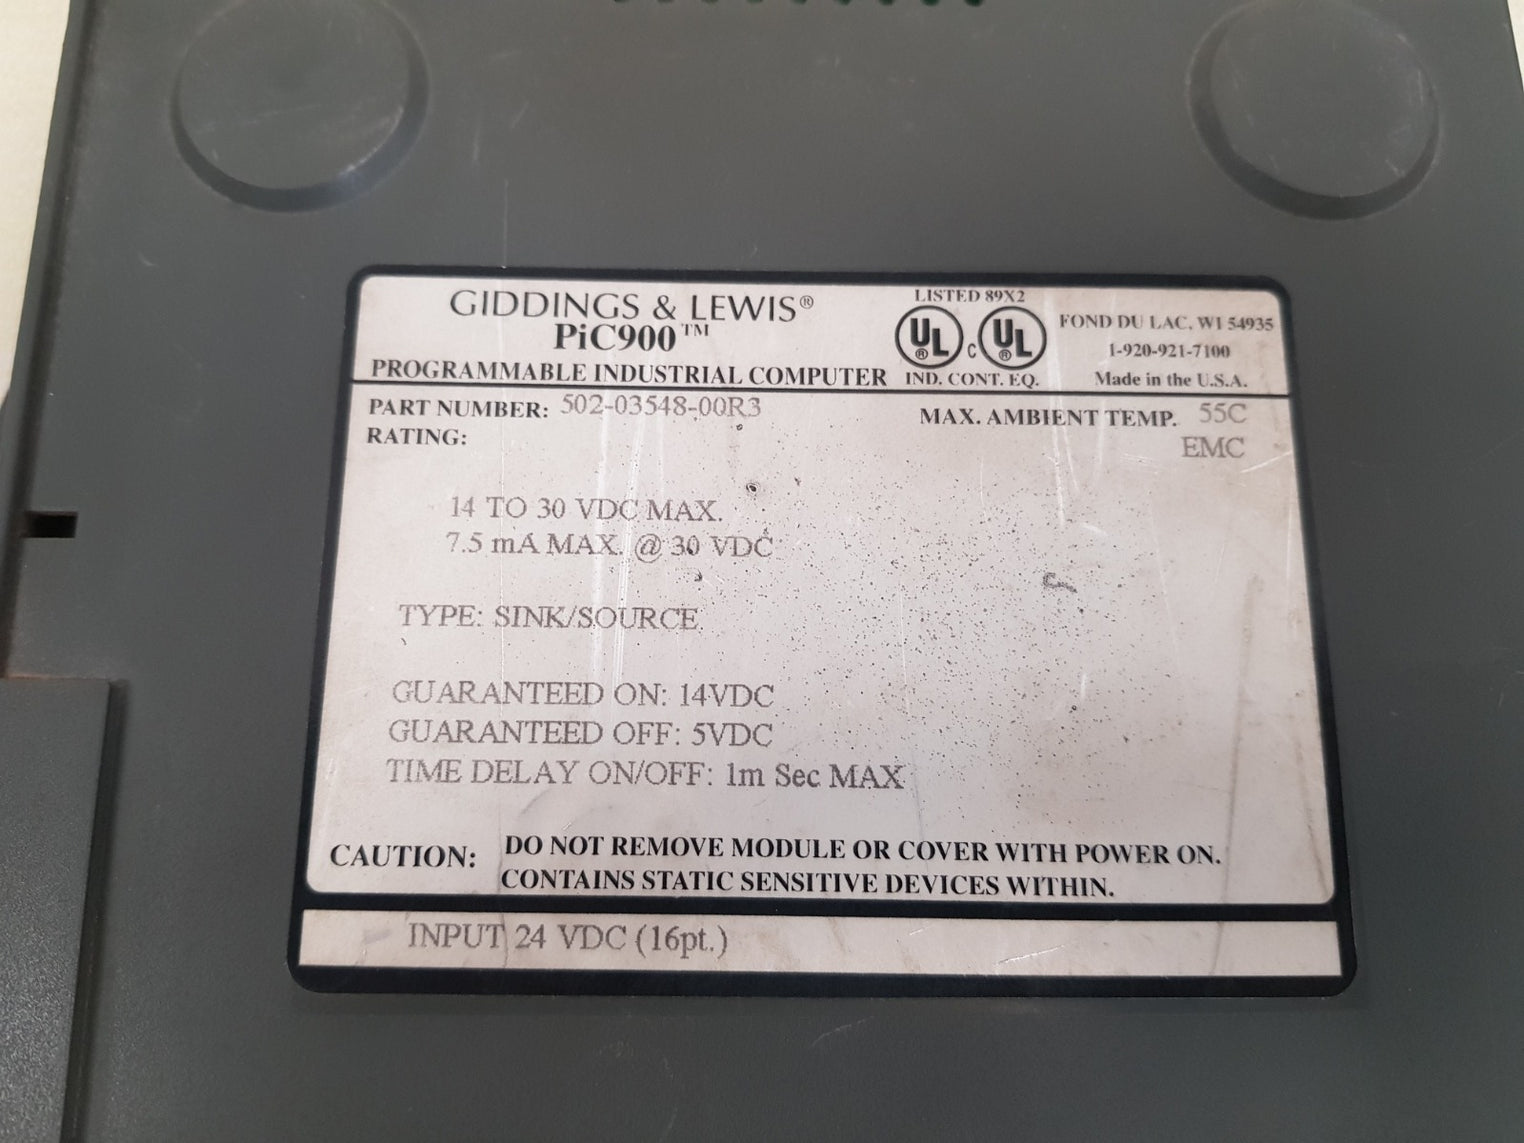 GIDDINGS & LEWIS®
PiC900™
PROGRAMMABLE INDUSTRIAL COMPUTER
LISTED 89X2
UL® c UL®
IND. CONT. EQ.
FOND DU LAC, WI 54935
1-920-921-7100
Made in the U.S.A.
PART NUMBER: 502-03548-00R3
MAX. AMBIENT TEMP. 55C
RATING:
EMC
14 TO 30 VDC MAX.
7.5 mA MAX. @ 30 VDC
TYPE: SINK/SOURCE
GUARANTEED ON: 14VDC
GUARANTEED OFF: 5VDC
TIME DELAY ON/OFF: 1m Sec MAX
CAUTION: DO NOT REMOVE MODULE OR COVER WITH POWER ON.
CONTAINS STATIC SENSITIVE DEVICES WITHIN.
INPUT 24 VDC (16pt.)